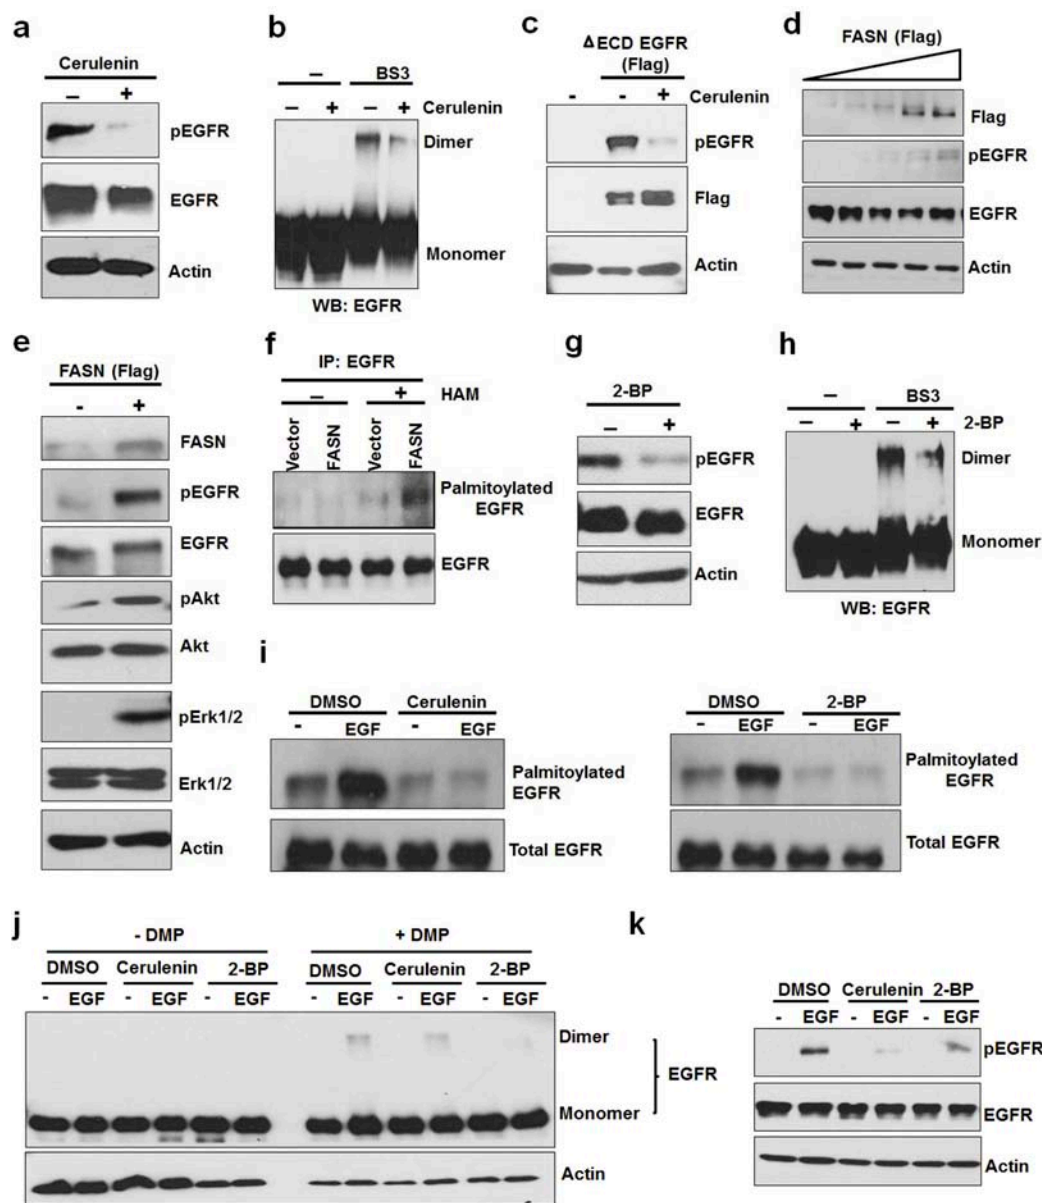 a
Cerulenin
– +
pEGFR
EGFR
Actin
b
– BS3
– + – + Cerulenin
Dimer
Monomer
WB: EGFR
c
Δ ECD EGFR
(Flag)
- - + Cerulenin
pEGFR
Flag
Actin
d
FASN (Flag)
Flag
pEGFR
EGFR
Actin
e
FASN (Flag)
- +
FASN
pEGFR
EGFR
pAkt
Akt
pErk1/2
Erk1/2
Actin
f
IP: EGFR
– + HAM
Vector FASN Vector FASN
Palmitoylated
EGFR
EGFR
g
2-BP
– +
pEGFR
EGFR
Actin
h
– BS3
– + – + 2-BP
Dimer
Monomer
WB: EGFR
i
DMSO Cerulenin
- EGF - EGF
Palmitoylated
EGFR
Total EGFR
DMSO 2-BP
- EGF - EGF
Palmitoylated
EGFR
Total EGFR
j
- DMP + DMP
DMSO Cerulenin 2-BP DMSO Cerulenin 2-BP
- EGF - EGF - EGF - EGF - EGF - EGF
Dimer
EGFR
Monomer
Actin
k
DMSO Cerulenin 2-BP
- EGF - EGF - EGF
pEGFR
EGFR
Actin